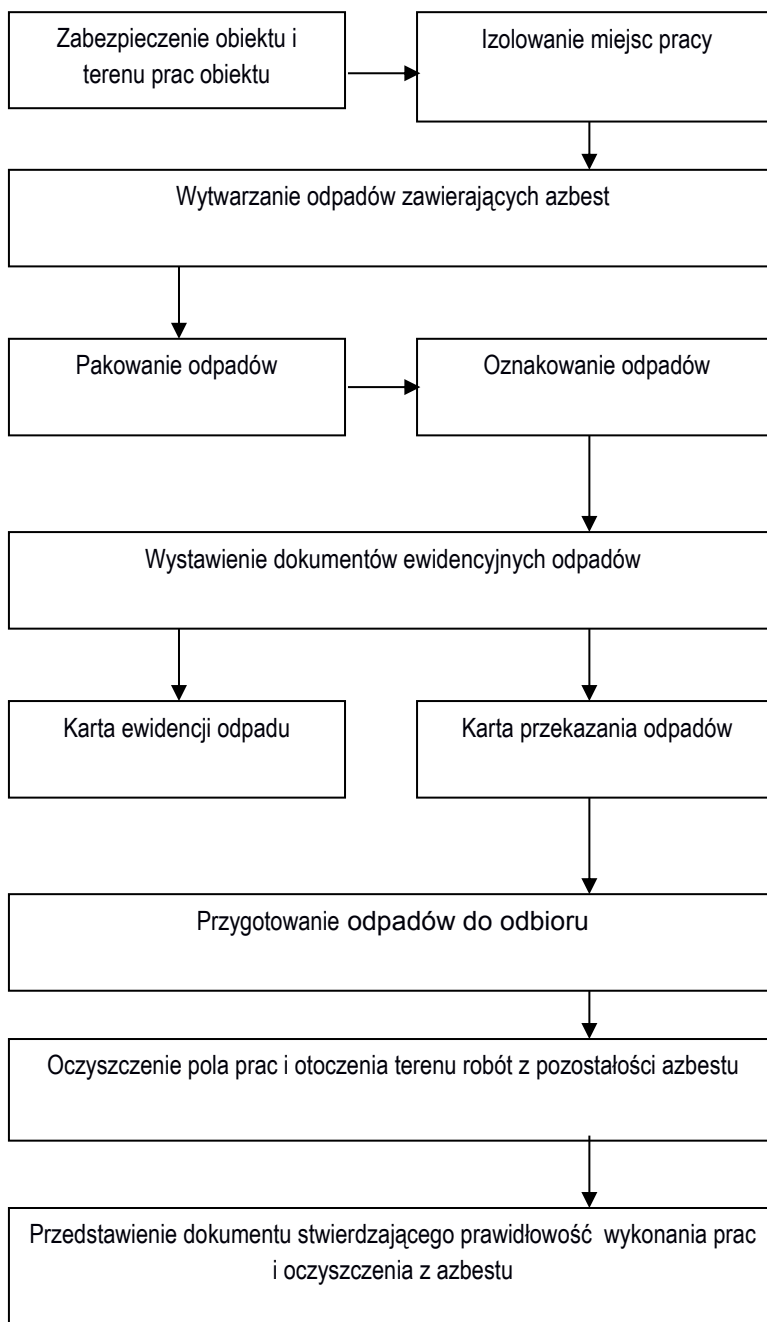 Zabezpieczenie obiektu i
terenu prac obiektu
Izolowanie miejsc pracy
Wytwarzanie odpadów zawierających azbest
Pakowanie odpadów
Oznakowanie odpadów
Wystawienie dokumentów ewidencyjnych odpadów
Karta ewidencji odpadu
Karta przekazania odpadów
Przygotowanie odpadów do odbioru
Oczyszczenie pola prac i otoczenia terenu robót z pozostałości azbestu
Przedstawienie dokumentu stwierdzającego prawidłowość wykonania prac
i oczyszczenia z azbestu